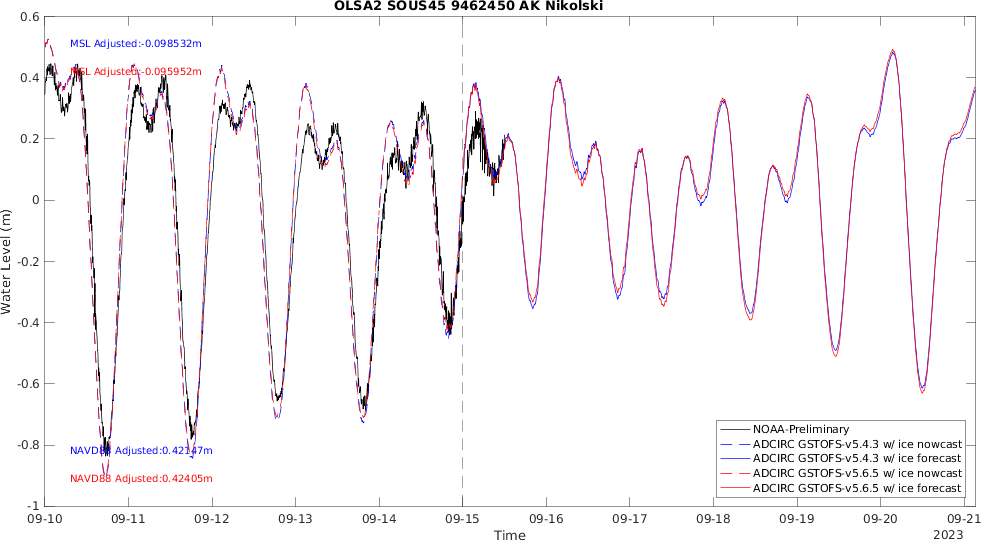 OLSA2 SOUS45 9462450 AK Nikolski
MSL Adjusted:-0.098532m
MSL Adjusted:-0.095952m
NAVD88 Adjusted:0.42147m
NAVD88 Adjusted:0.42405m
Water Level (m)
0.6
0.4
0.2
0
-0.2
-0.4
-0.6
-0.8
-1
NOAA-Preliminary
ADCIRC GSTOFS-v5.4.3 w/ ice nowcast
ADCIRC GSTOFS-v5.4.3 w/ ice forecast
ADCIRC GSTOFS-v5.6.5 w/ ice nowcast
ADCIRC GSTOFS-v5.6.5 w/ ice forecast
09-10 09-11 09-12 09-13 09-14 09-15 09-16 09-17 09-18 09-19 09-20 09-21
2023
Time